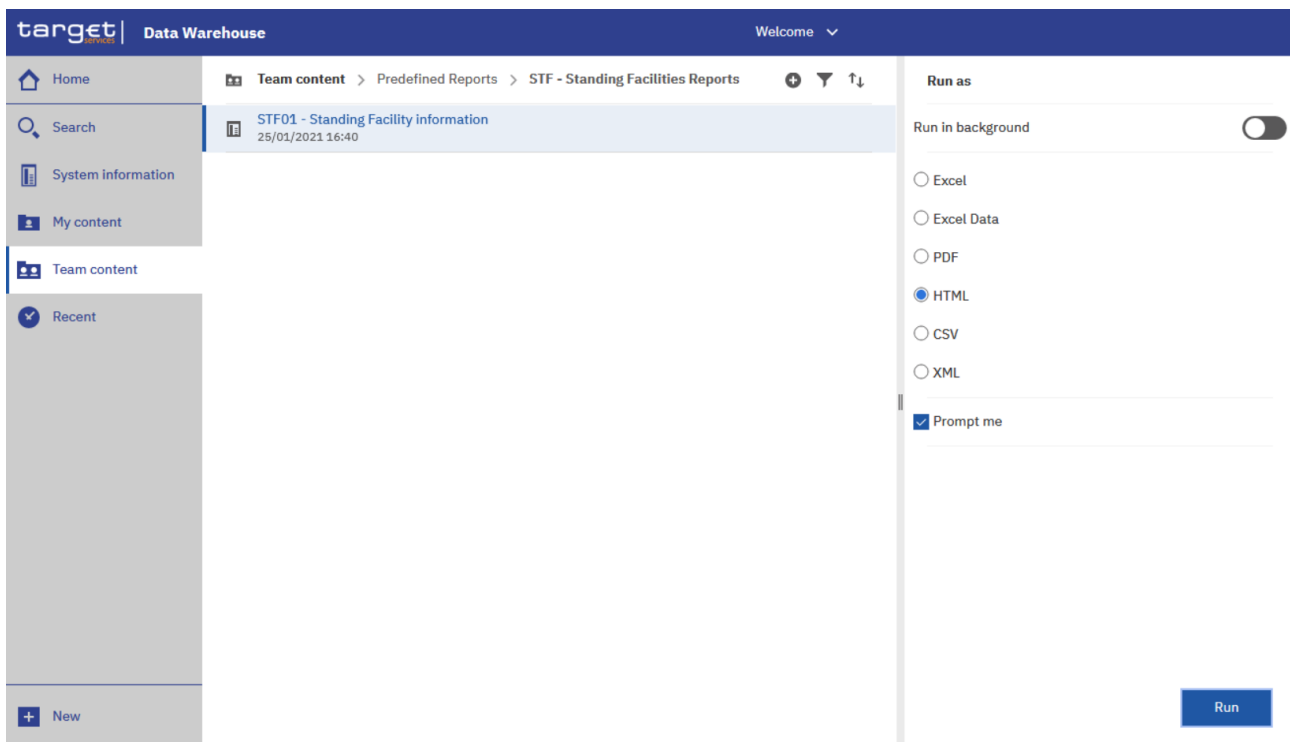 target services | Data Warehouse Welcome
Home
Search
System information
My content
Team content
Recent
New
Team content > Predefined Reports > STF - Standing Facilities Reports
STF01 - Standing Facility information
25/01/2021 16:40
Run as
Run in background
Excel
Excel Data
PDF
HTML
CSV
XML
Prompt me
Run